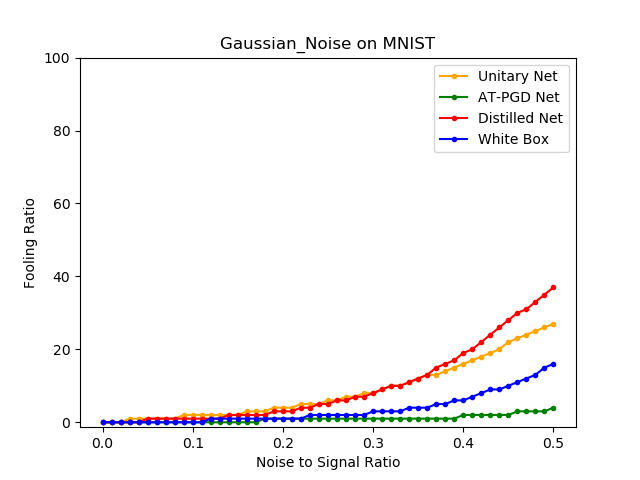 Gaussian_Noise on MNIST
Unitary Net
AT-PGD Net
Distilled Net
White Box
Fooling Ratio
100
80
60
40
20
0
0.0 0.1 0.2 0.3 0.4 0.5
Noise to Signal Ratio